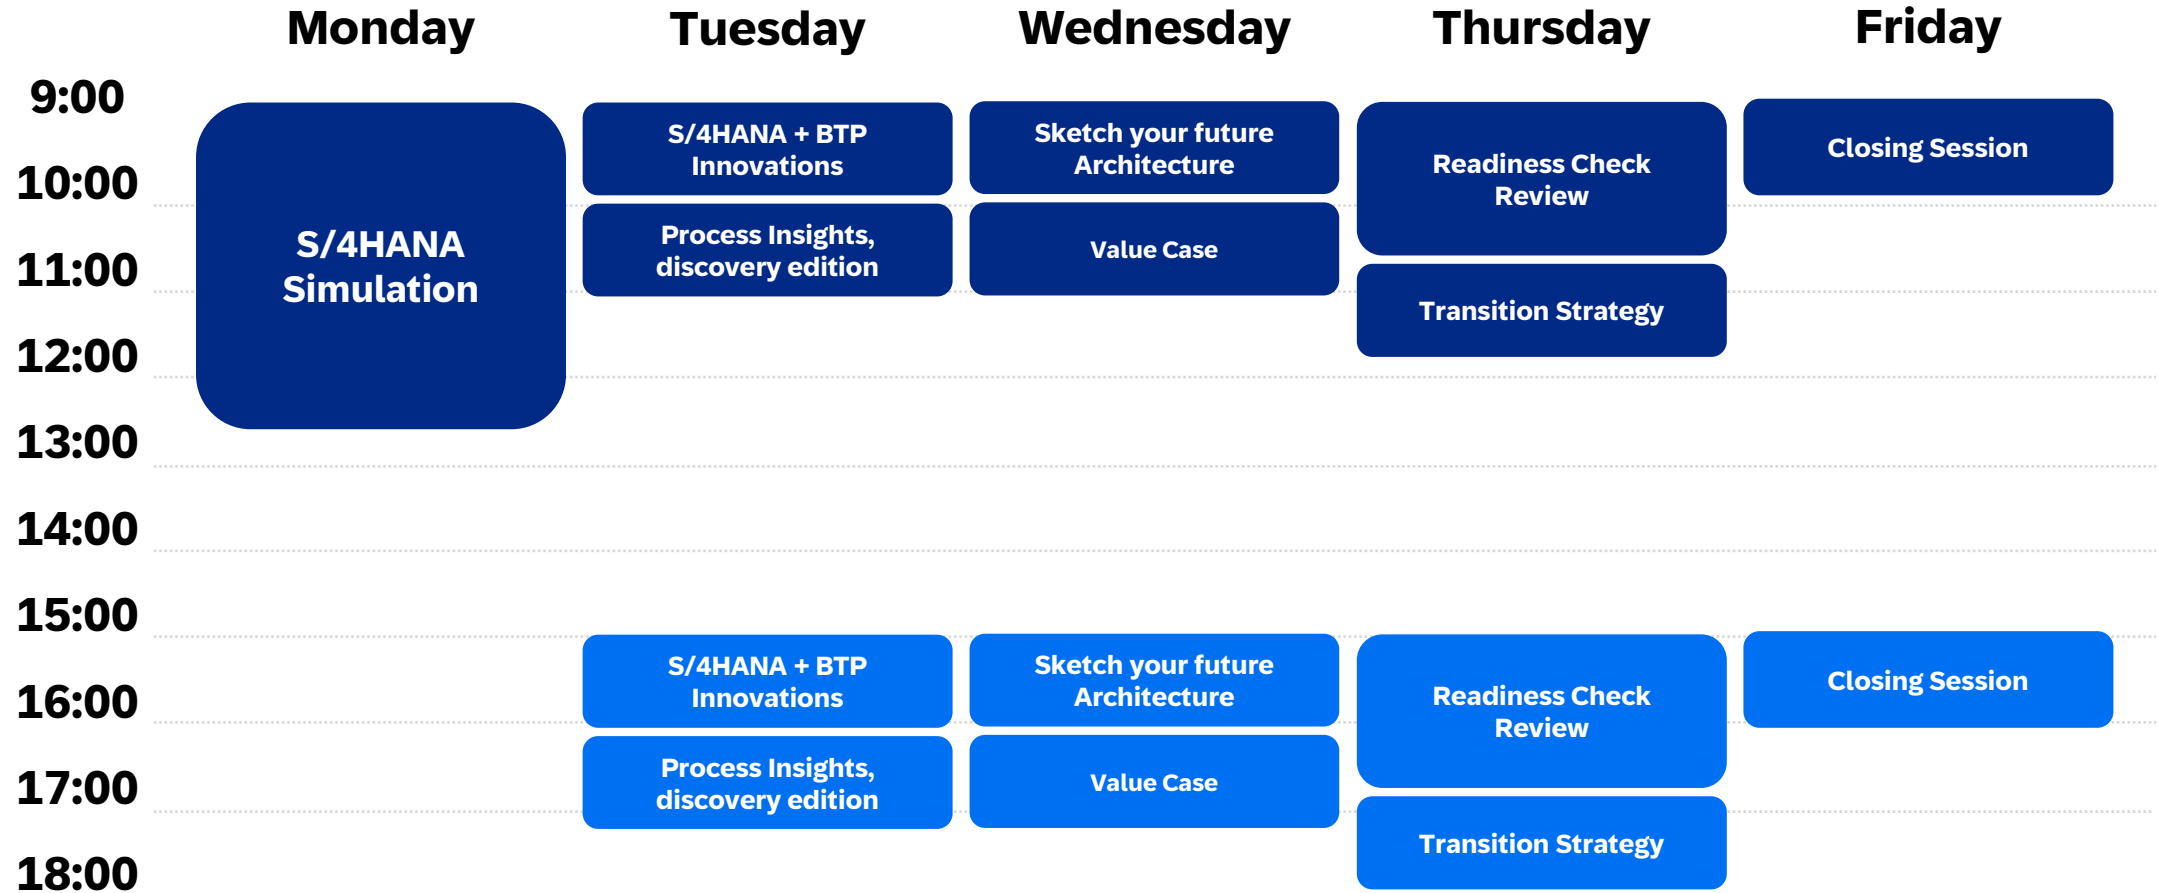 Monday
Tuesday
Wednesday
Thursday
Friday
9:00
10:00
11:00
12:00
13:00
14:00
15:00
16:00
17:00
18:00
S/4HANA
Simulation
S/4HANA + BTP
Innovations
Process Insights,
discovery edition
Sketch your future
Architecture
Value Case
Readiness Check
Review
Transition Strategy
Closing Session
S/4HANA + BTP
Innovations
Process Insights,
discovery edition
Sketch your future
Architecture
Value Case
Readiness Check
Review
Transition Strategy
Closing Session